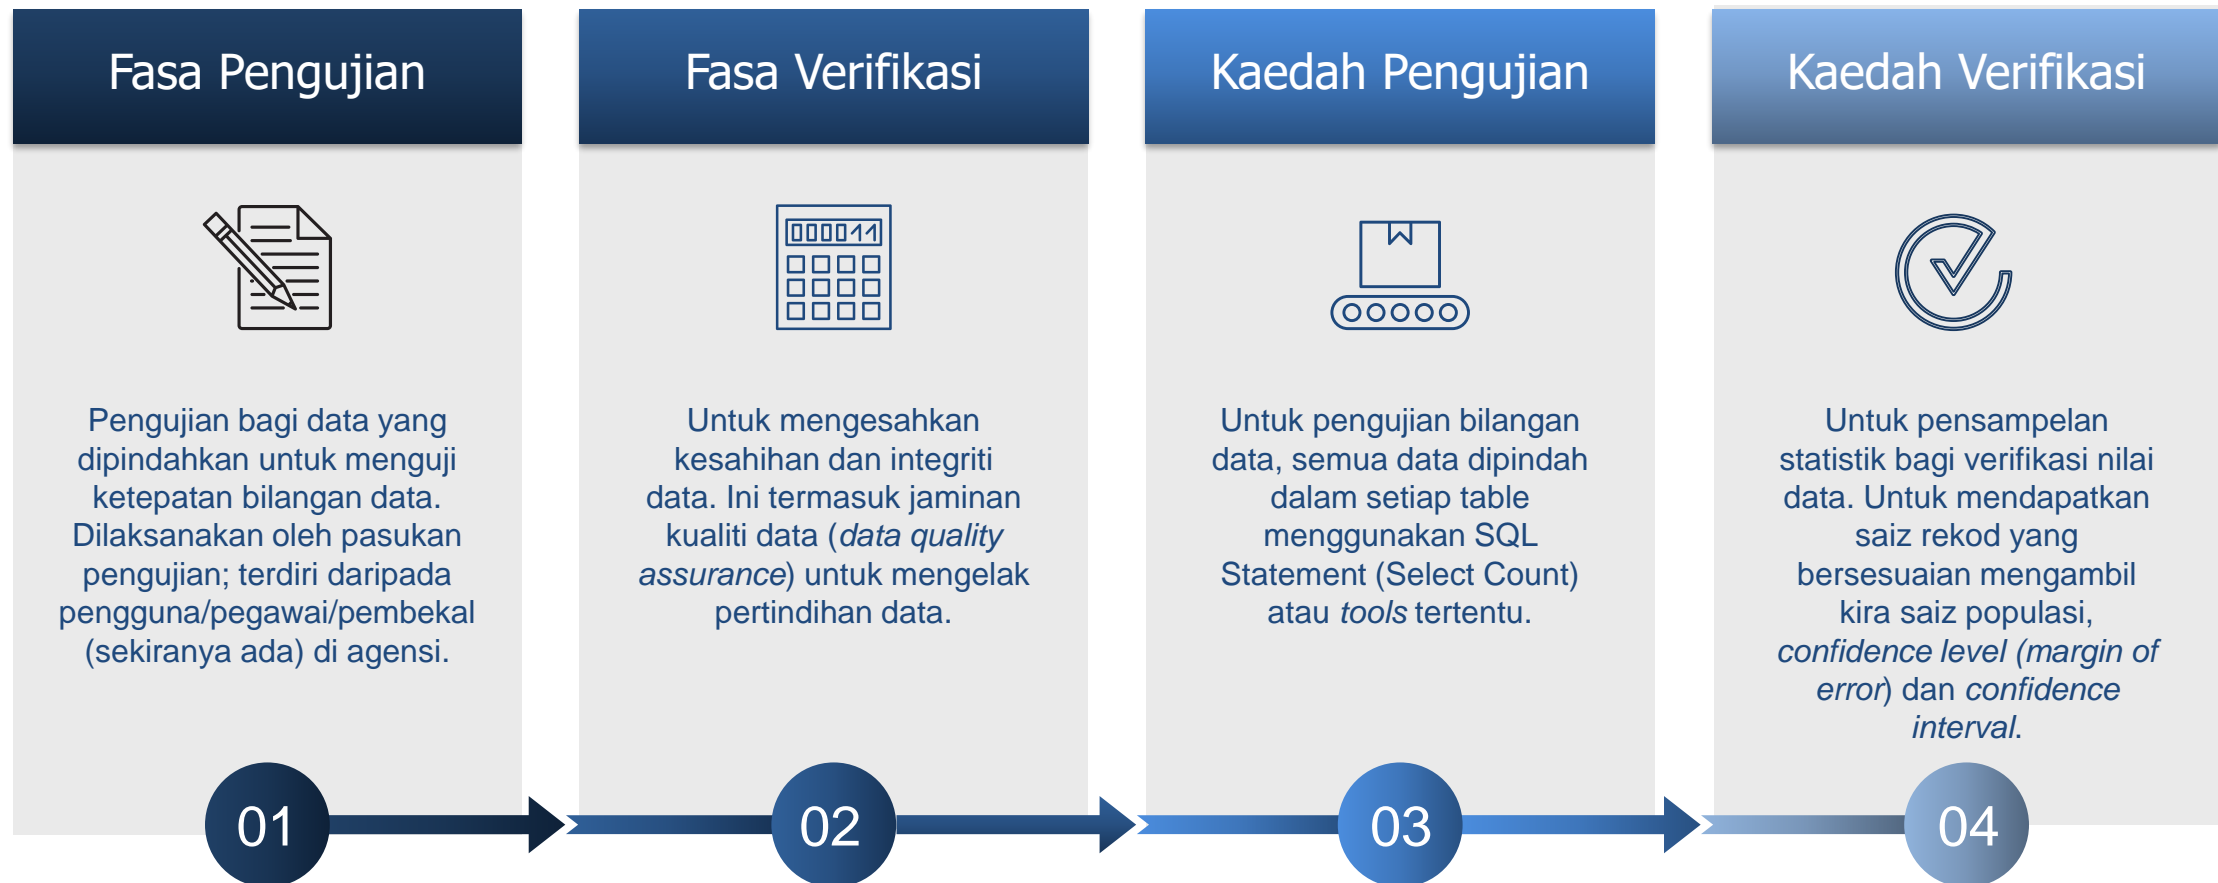 Fasa Pengujian
Pengujian bagi data yang
dipindahkan untuk menguji
ketepatan bilangan data.
Dilaksanakan oleh pasukan
pengujian; terdiri daripada
pengguna/pegawai/pembekal
(sekiranya ada) di agensi.
01
Fasa Verifikasi
000011
Untuk mengesahkan
kesahihan dan integriti
data. Ini termasuk jaminan
kualiti data (data quality
assurance) untuk mengelak
pertindihan data.
02
Kaedah Pengujian
Untuk pengujian bilangan
data, semua data dipindah
dalam setiap table
menggunakan SQL
Statement (Select Count)
atau tools tertentu.
03
Kaedah Verifikasi
Untuk pensampelan
statistik bagi verifikasi nilai
data. Untuk mendapatkan
saiz rekod yang
bersesuaian mengambil
kira saiz populasi,
confidence level (margin of
error) dan confidence
interval.
04